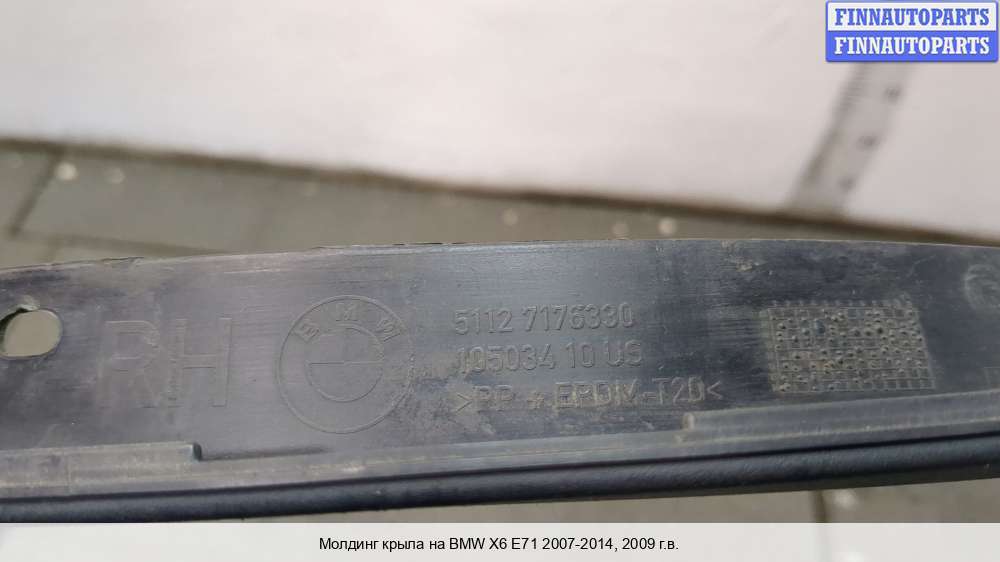 FINNAUTOPARTS
FINNAUTOPARTS
RH
BMW
5112 7176330
105034 10 US
>PP + EPDM-T20<
Молдинг крыла на BMW X6 E71 2007-2014, 2009 г.в.